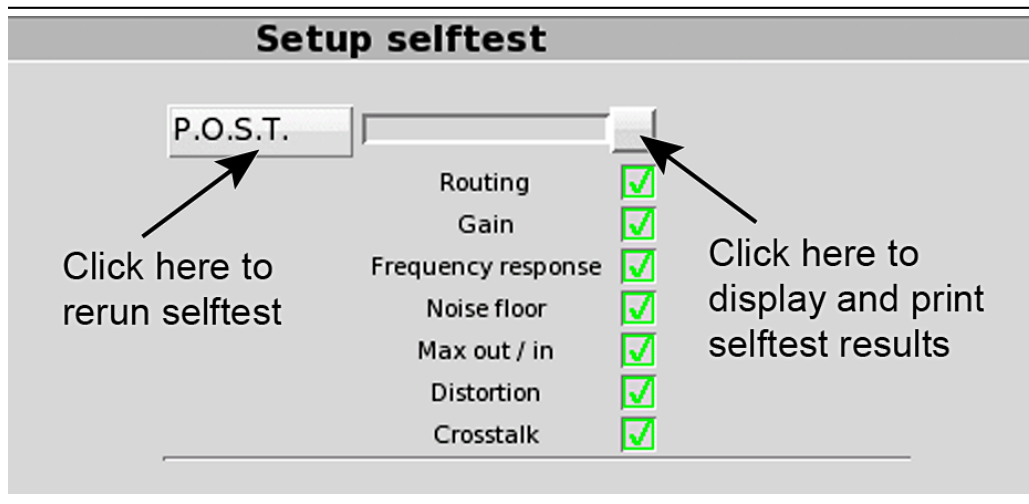 Setup selftest
P.O.S.T.
Routing
Gain
Frequency response
Noise floor
Max out / in
Distortion
Crosstalk
Click here to
rerun selftest
Click here to
display and print
selftest results